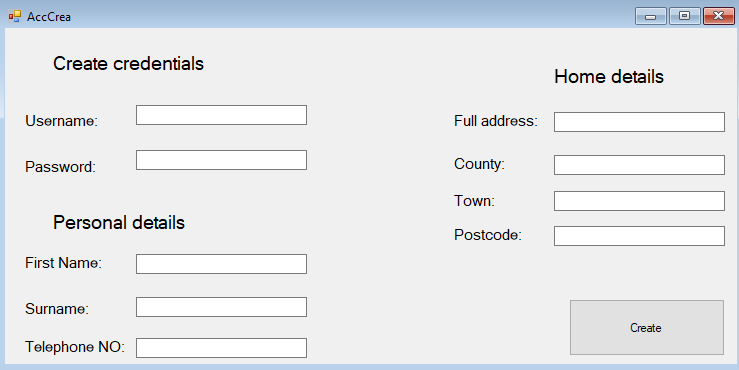 AccCrea
Create credentials
Username:
Password:
Personal details
First Name:
Surname:
Telephone NO:
Home details
Full address:
County:
Town:
Postcode:
Create